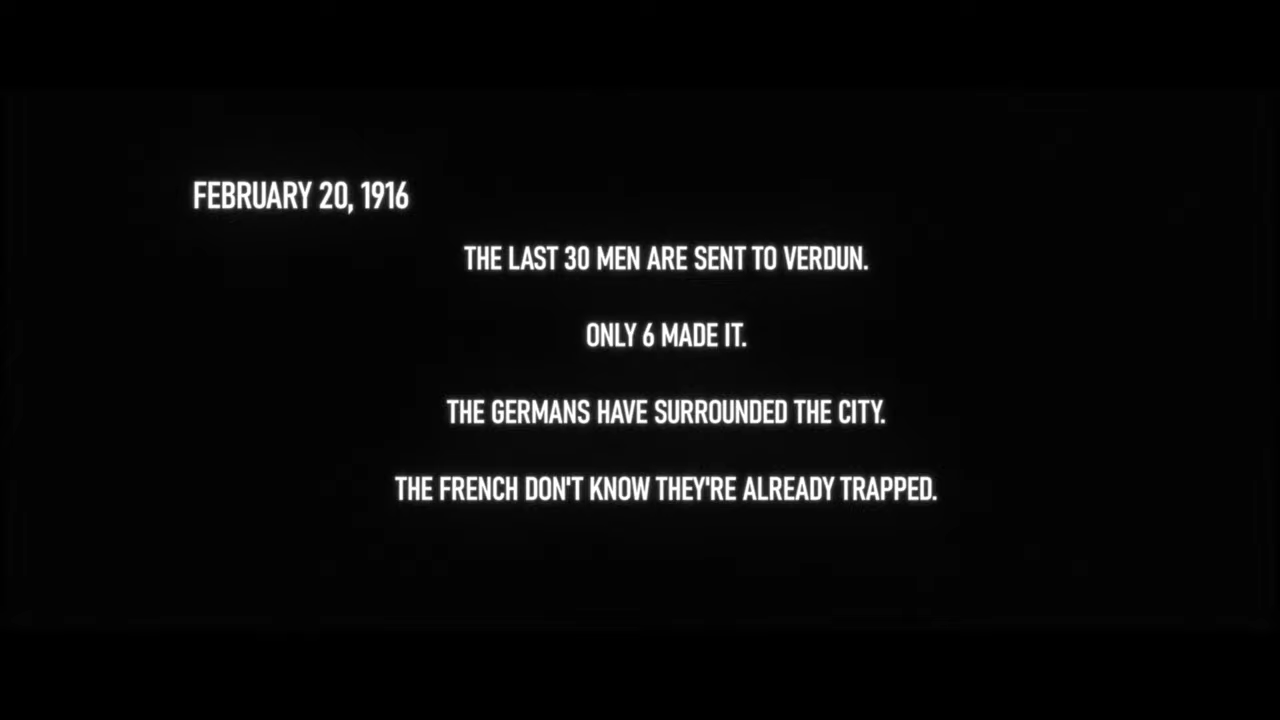 FEBRUARY 20, 1916
THE LAST 30 MEN ARE SENT TO VERDUN.
ONLY 6 MADE IT.
THE GERMANS HAVE SURROUNDED THE CITY.
THE FRENCH DON'T KNOW THEY'RE ALREADY TRAPPED.